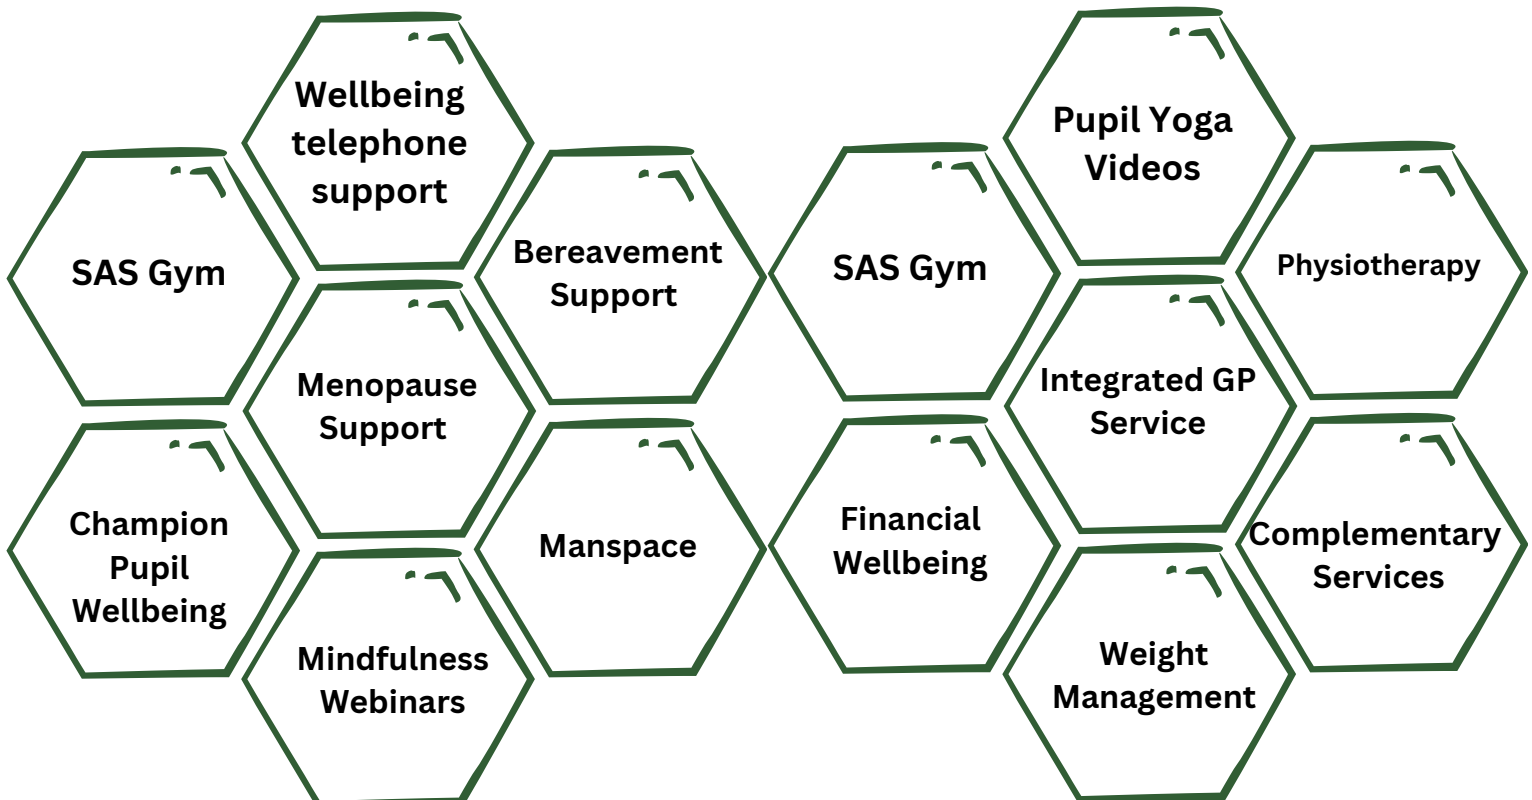 Wellbeing
telephone
support
SAS Gym
Bereavement
Support
Menopause
Support
Champion
Pupil
Wellbeing
Manspace
Mindfulness
Webinars
Pupil Yoga
Videos
SAS Gym
Physiotherapy
Integrated GP
Service
Financial
Wellbeing
Complementary
Services
Weight
Management